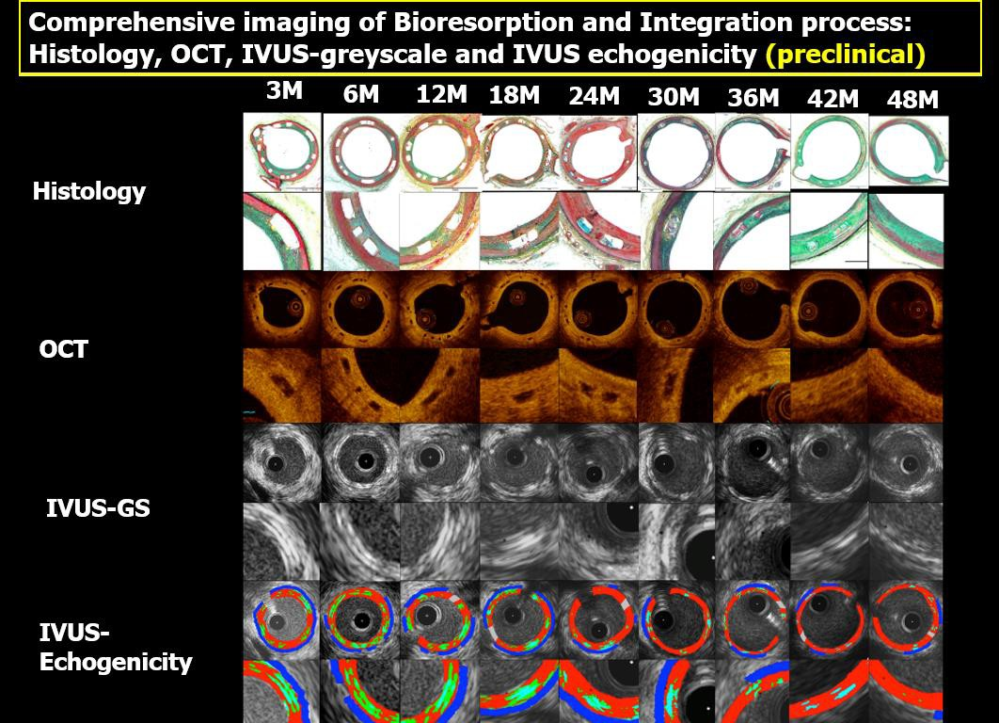 Comprehensive imaging of Bioresorption and Integration process:
Histology, OCT, IVUS-greyscale and IVUS echogenicity (preclinical)
3M 6M 12M 18M 24M 30M 36M 42M 48M
Histology
OCT
IVUS-GS
IVUS-
Echogenicity